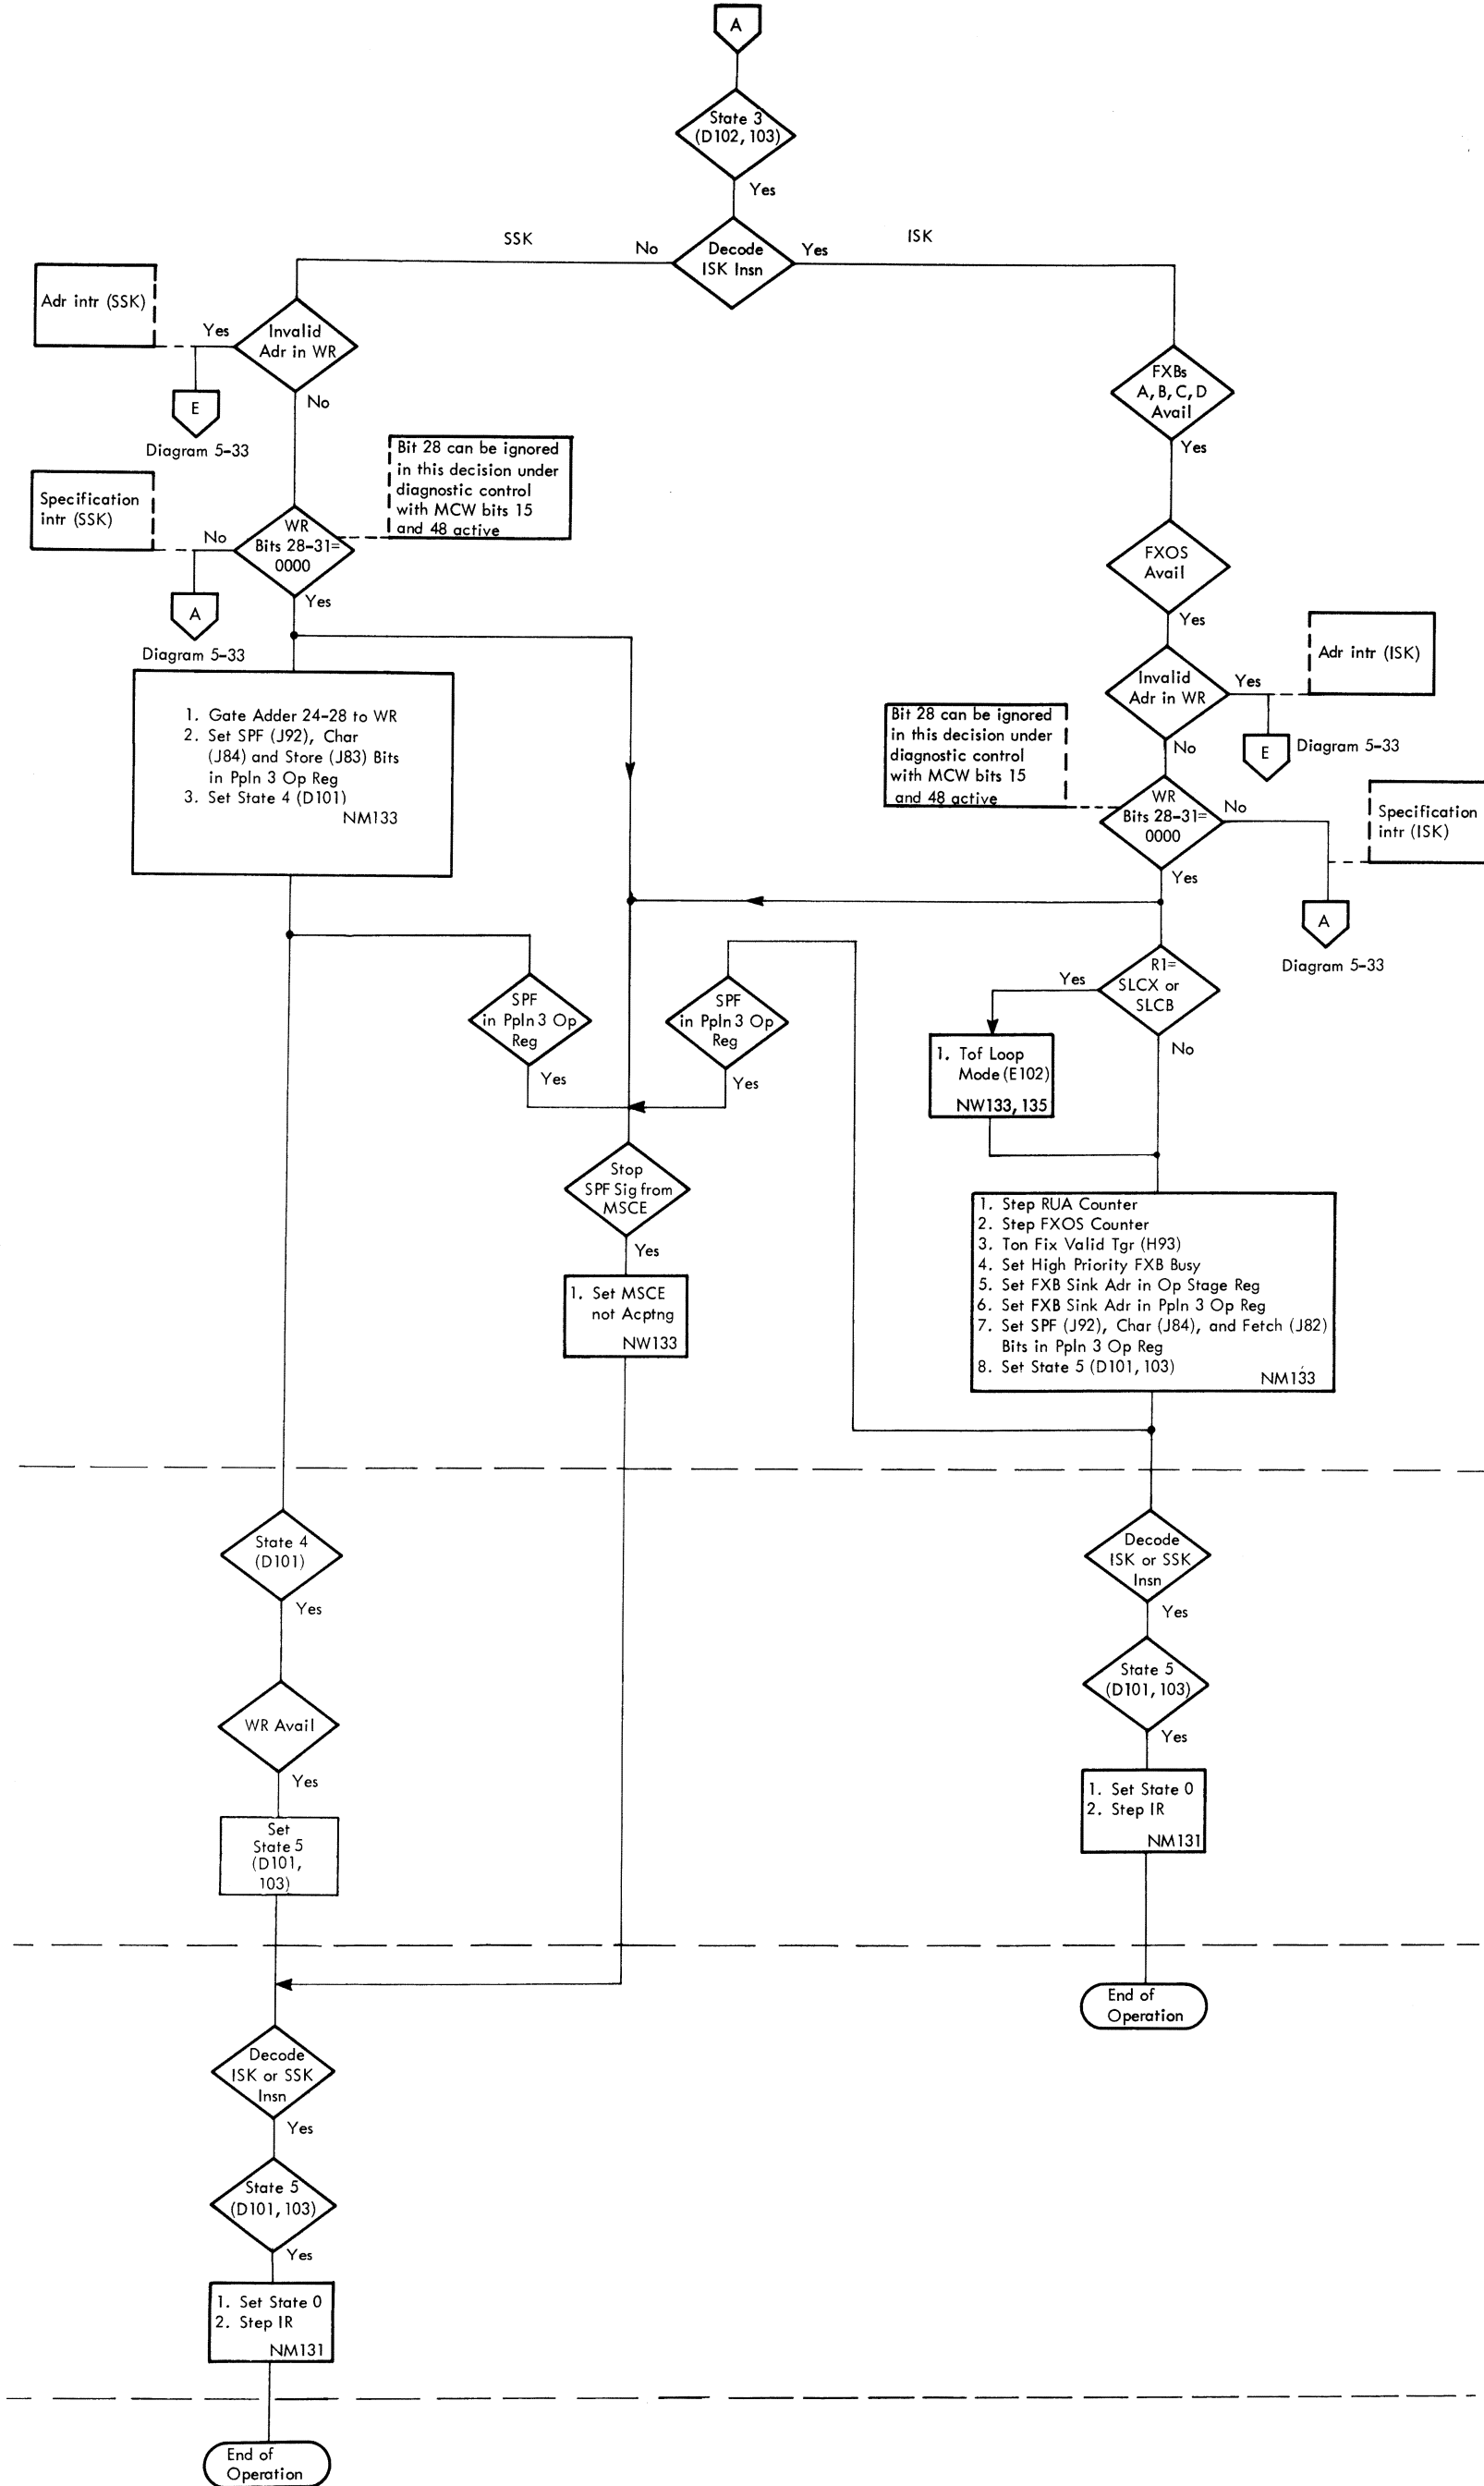 A
State 3
(D102, 103)
Yes
SSK
No
Decode
ISK Insn
Yes
ISK
Adr intr (SSK)
Yes
Invalid
Adr in WR
No
E
Diagram 5-33
FXBs
A, B, C, D
Avail
Yes
Bit 28 can be ignored
in this decision under
diagnostic control
with MCW bits 15
and 48 active
Specification
intr (SSK)
No
WR
Bits 28-31=
0000
Yes
A
Diagram 5-33
FXOS
Avail
Yes
Adr intr (ISK)
Invalid
Adr in WR
Yes
No
E
Diagram 5-33
1. Gate Adder 24-28 to WR
2. Set SPF (J92), Char
(J84) and Store (J83) Bits
in Ppln 3 Op Reg
3. Set State 4 (D101)
NM133
Bit 28 can be ignored
in this decision under
diagnostic control
with MCW bits 15
and 48 active
WR
Bits 28-31=
0000
No
Yes
Specification
intr (ISK)
A
Diagram 5-33
SPF
in Ppln 3 Op
Reg
Yes
SPF
in Ppln 3 Op
Reg
Yes
R1=
SLCX or
SLCB
Yes
No
1. Tof Loop
Mode (E102)
NW133, 135
Stop
SPF Sig from
MSCE
Yes
1. Set MSCE
not Acptng
NW133
1. Step RUA Counter
2. Step FXOS Counter
3. Ton Fix Valid Tgr (H93)
4. Set High Priority FXB Busy
5. Set FXB Sink Adr in Op Stage Reg
6. Set FXB Sink Adr in Ppln 3 Op Reg
7. Set SPF (J92), Char (J84), and Fetch (J82)
Bits in Ppln 3 Op Reg
8. Set State 5 (D101, 103)
NM133
State 4
(D101)
Yes
Decode
ISK or SSK
Insn
Yes
WR Avail
Yes
State 5
(D101, 103)
Yes
Set
State 5
(D101,
103)
1. Set State 0
2. Step IR
NM131
End of
Operation
Decode
ISK or SSK
Insn
Yes
State 5
(D101, 103)
Yes
1. Set State 0
2. Step IR
NM131
End of
Operation